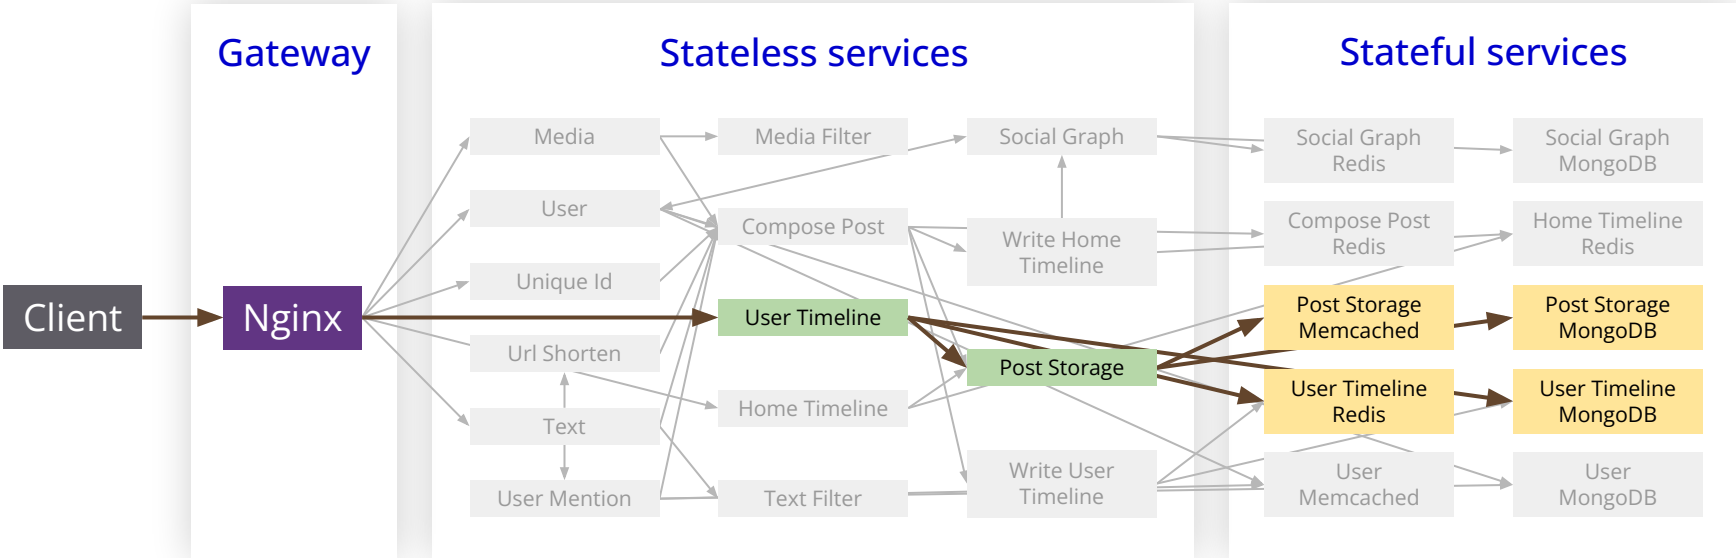 Gateway
Stateless services
Stateful services
Client
Nginx
Media
User
Unique Id
Url Shorten
Text
User Mention
Media Filter
Compose Post
User Timeline
Home Timeline
Text Filter
Social Graph
Write Home
Timeline
Post Storage
Write User
Timeline
Social Graph
Redis
Compose Post
Redis
Post Storage
Memcached
User Timeline
Redis
User
Memcached
Social Graph
MongoDB
Home Timeline
Redis
Post Storage
MongoDB
User Timeline
MongoDB
User
MongoDB